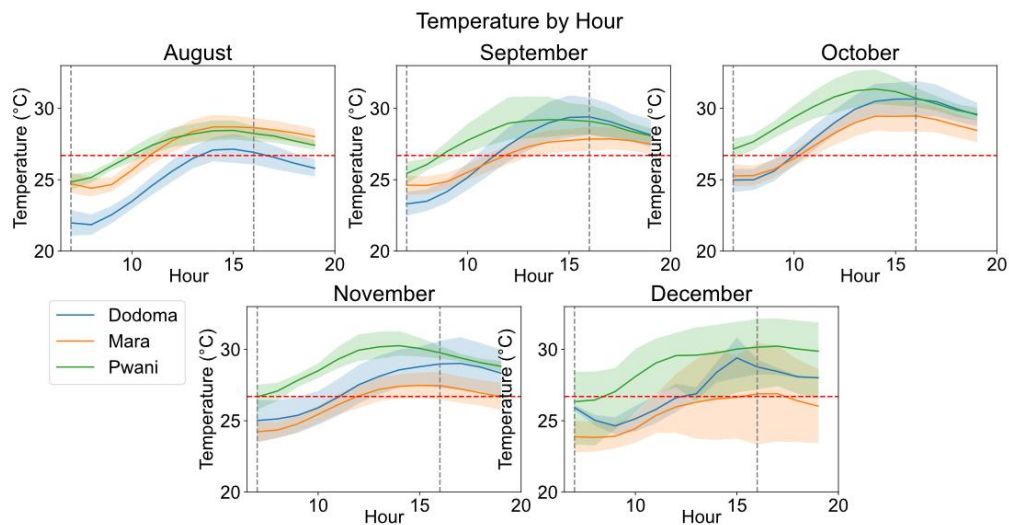 Temperature by Hour
August
Temperature (°C)
30
25
20
10
15
20
Hour
September
Temperature (°C)
30
25
20
10
15
20
Hour
October
Temperature (°C)
30
25
20
10
15
20
Hour
Dodoma
Mara
Pwani
November
Temperature (°C)
30
25
20
10
15
20
Hour
December
Temperature (°C)
30
25
20
10
15
20
Hour